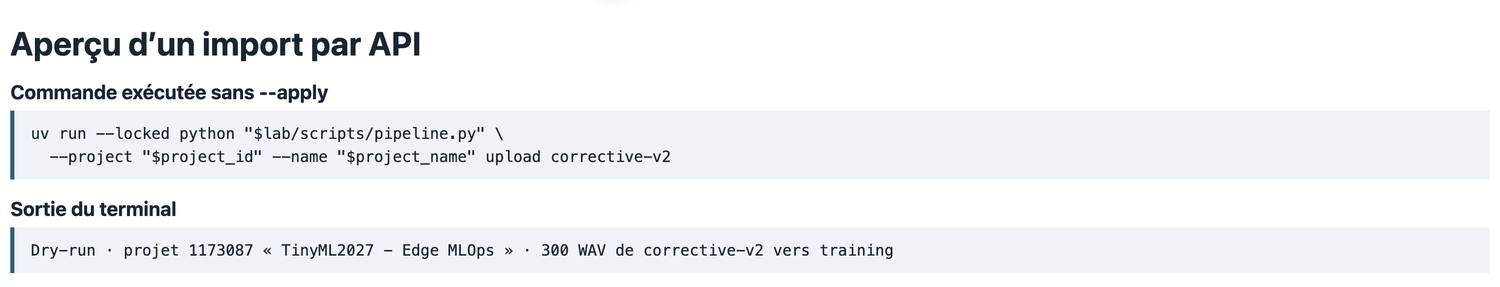 Aperçu d’un import par API
Commande exécutée sans --apply
uv run --locked python "$lab/scripts/pipeline.py" \
  --project "$project_id" --name "$project_name" upload corrective-v2
Sortie du terminal
Dry-run · projet 1173087 « TinyML2027 - Edge MLOps » · 300 WAV de corrective-v2 vers training